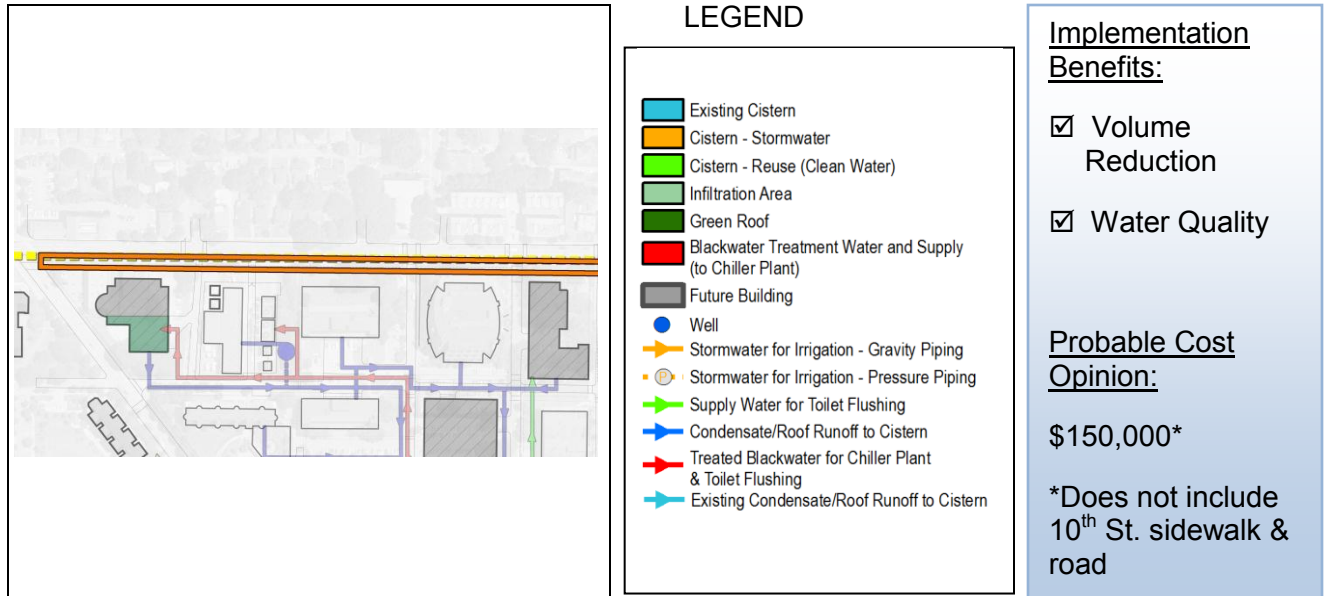 LEGEND
Existing Cistern
Cistern - Stormwater
Cistern - Reuse (Clean Water)
Infiltration Area
Green Roof
Blackwater Treatment Water and Supply
(to Chiller Plant)
Future Building
Well
Stormwater for Irrigation - Gravity Piping
P Stormwater for Irrigation - Pressure Piping
Supply Water for Toilet Flushing
Condensate/Roof Runoff to Cistern
Treated Blackwater for Chiller Plant
& Toilet Flushing
Existing Condensate/Roof Runoff to Cistern
Implementation
Benefits:
☑ Volume
Reduction
☑ Water Quality
Probable Cost
Opinion:
$150,000*
*Does not include
10th St. sidewalk &
road